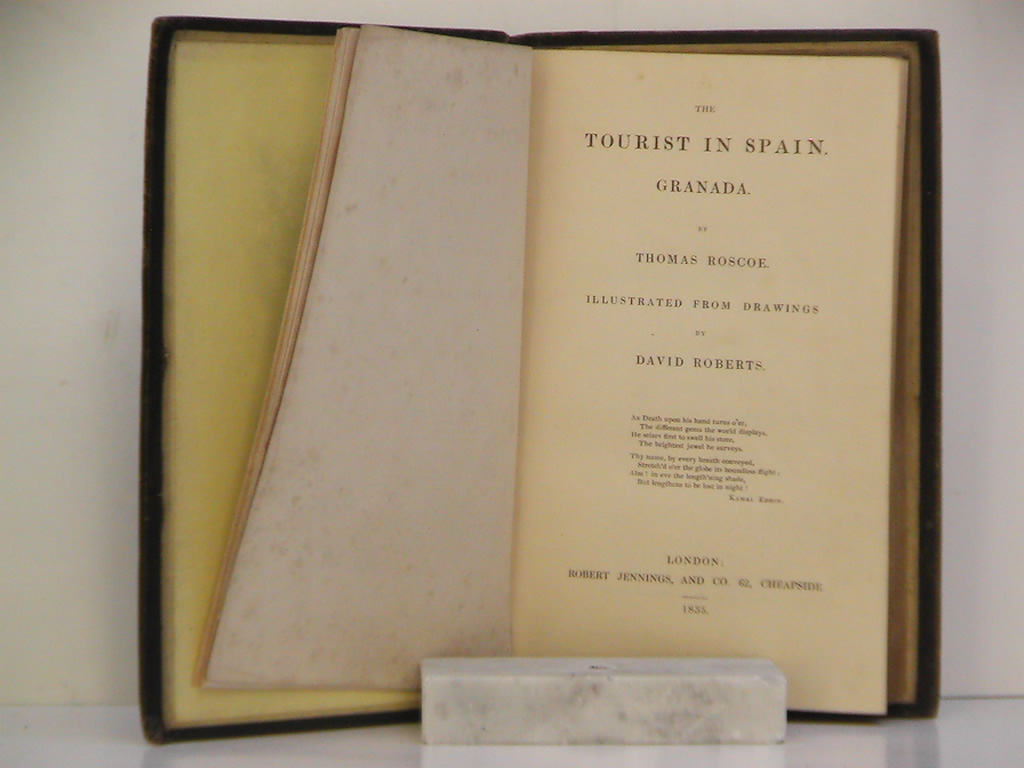 THE
TOURIST IN SPAIN.
GRANADA.
BY
THOMAS ROSCOE.
ILLUSTRATED FROM DRAWINGS
BY
DAVID ROBERTS.
As Death upon his hand turns o'er,
The different gems the world displays,
He seizes first to swell his store,
The brightest jewel he surveys.
Thy name, by every breath conveyed,
Stretch'd o'er the globe its boundless flight;
Alas! in eve the length'ning shade,
But lengthens to be lost in night!
LONDON:
ROBERT JENNINGS, AND CO. 62, CHEAPSIDE
1835.